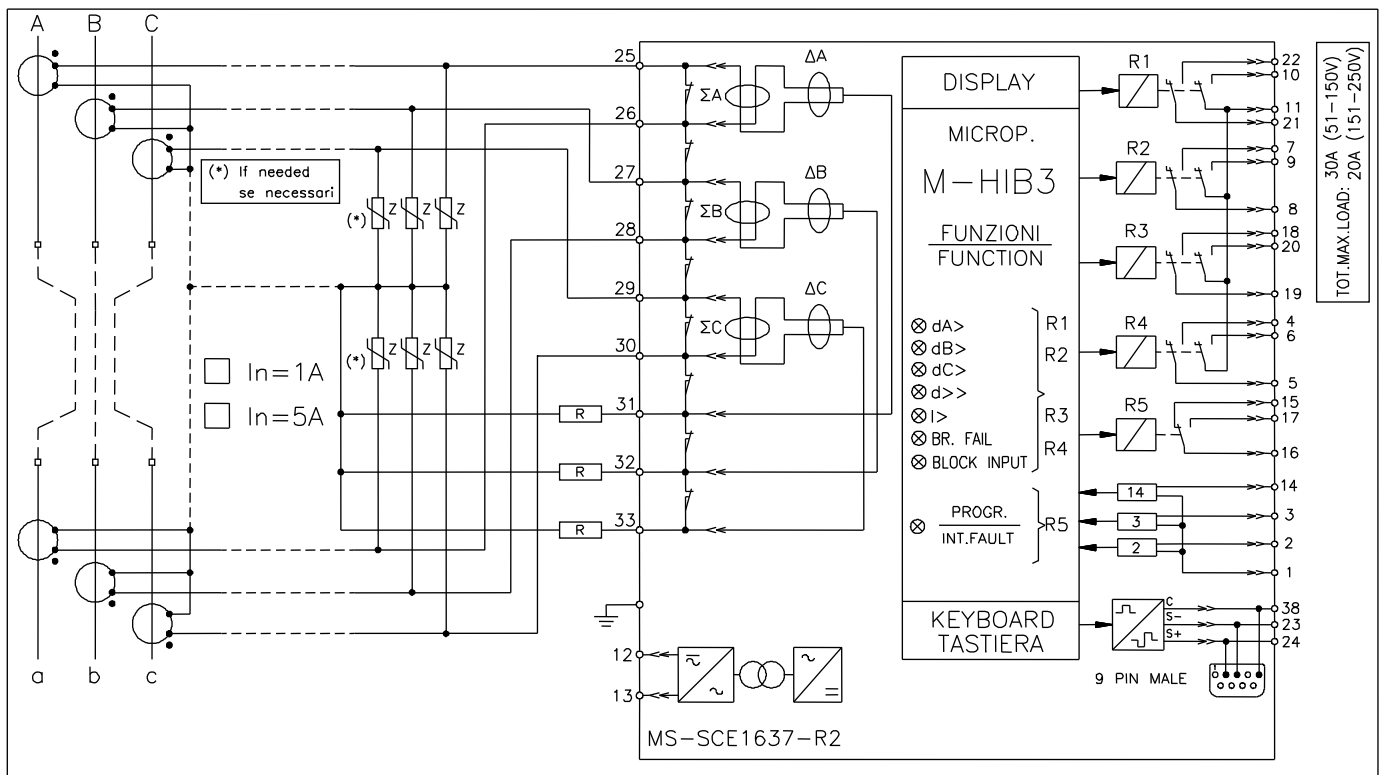 A B C
(*) If needed
se necessari
(*) Z Z Z
(*) Z Z Z
In=1A
In=5A
a b c
25
26
27
28
29
30
31
32
33
12
13
R
R
R
ΣA
ΔA
ΣB
ΔB
ΣC
ΔC
MS-SCE1637-R2
DISPLAY
MICROP.
M-HIB3
FUNZIONI
FUNCTION
dA>
dB>
dC>
d>>
I>
BR. FAIL
BLOCK INPUT
R1
R2
R3
R4
PROGR.
INT.FAULT
R5
KEYBOARD
TASTIERA
R1
R2
R3
R4
R5
14
3
2
C
S-
S+
9 PIN MALE
1
22
10
11
21
7
9
8
18
20
19
4
6
5
15
17
16
14
3
2
1
38
23
24
TOT.MAX.LOAD: 30A (51-150V)
20A (151-250V)